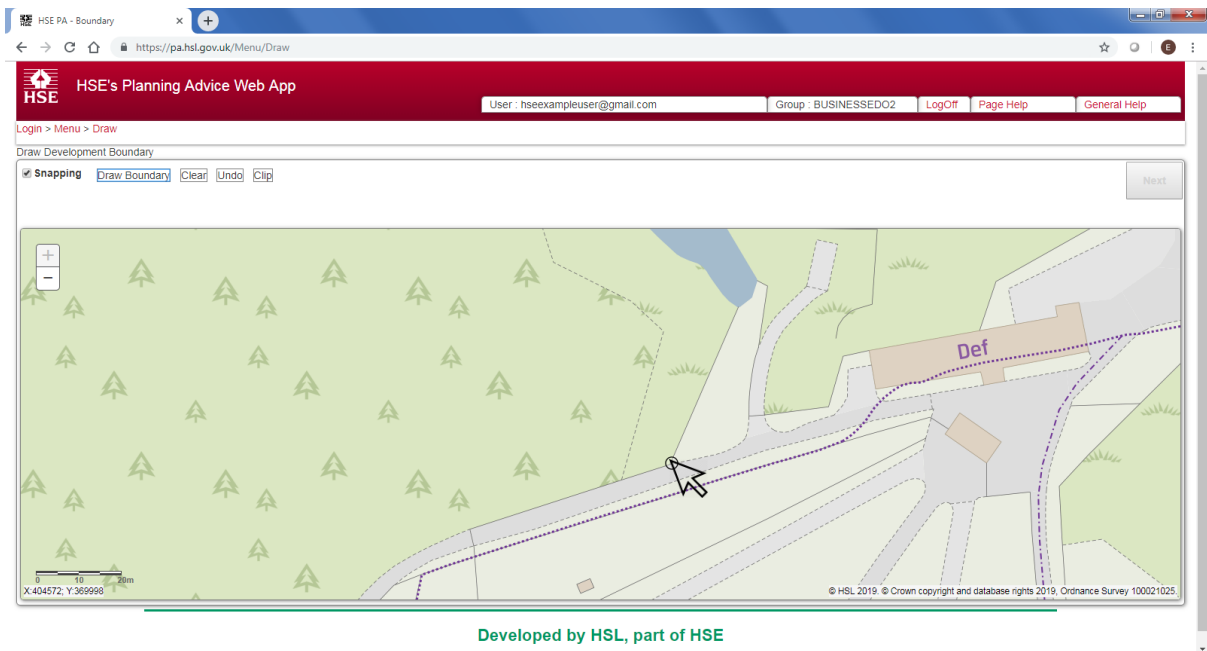 HSE PA - Boundary
https://pa.hsl.gov.uk/Menu/Draw
E
HSE
HSE's Planning Advice Web App
User : hseexampleuser@gmail.com
Group : BUSINESSEDO2
LogOff
Page Help
General Help
Login > Menu > Draw
Draw Development Boundary
Snapping
Draw Boundary
Clear
Undo
Clip
Next
Def
0 10 20m
X:404572; Y:369998
© HSL 2019. © Crown copyright and database rights 2019, Ordnance Survey 100021025.
Developed by HSL, part of HSE